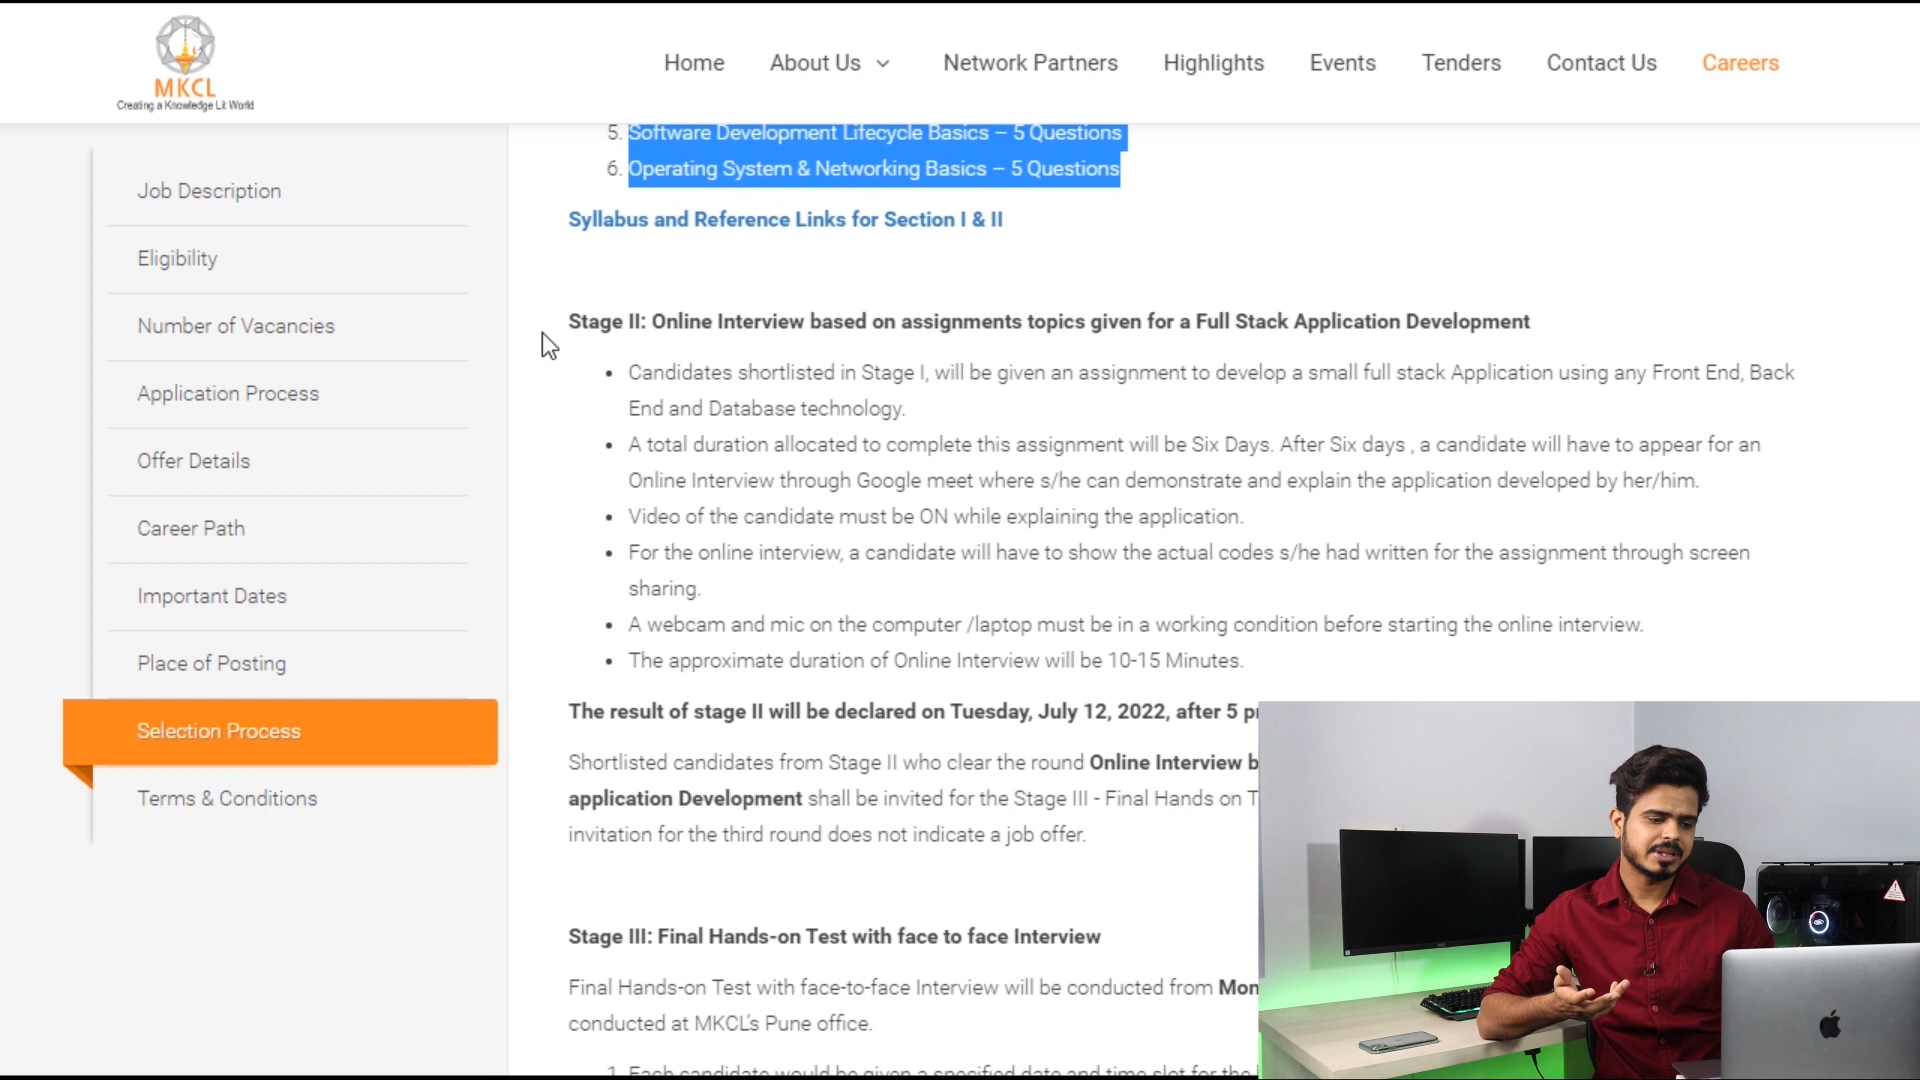 MKCL
Creating a Knowledge Lit World
Home
About Us
Network Partners
Highlights
Events
Tenders
Contact Us
Careers
Job Description
Eligibility
Number of Vacancies
Application Process
Offer Details
Career Path
Important Dates
Place of Posting
Selection Process
Terms & Conditions
5. Software Development Lifecycle Basics – 5 Questions
6. Operating System & Networking Basics – 5 Questions
Syllabus and Reference Links for Section I & II
Stage II: Online Interview based on assignments topics given for a Full Stack Application Development
• Candidates shortlisted in Stage I, will be given an assignment to develop a small full stack Application using any Front End, Back
End and Database technology.
• A total duration allocated to complete this assignment will be Six Days. After Six days , a candidate will have to appear for an
Online Interview through Google meet where s/he can demonstrate and explain the application developed by her/him.
• Video of the candidate must be ON while explaining the application.
• For the online interview, a candidate will have to show the actual codes s/he had written for the assignment through screen
sharing.
• A webcam and mic on the computer /laptop must be in a working condition before starting the online interview.
• The approximate duration of Online Interview will be 10-15 Minutes.
The result of stage II will be declared on Tuesday, July 12, 2022, after 5
Shortlisted candidates from Stage II who clear the round Online Interview
application Development shall be invited for the Stage III - Final Hands on
invitation for the third round does not indicate a job offer.
Stage III: Final Hands-on Test with face to face Interview
Final Hands-on Test with face-to-face Interview will be conducted from Mon
conducted at MKCL's Pune office.
1. Each candidate would be given a specified date and time slot for the